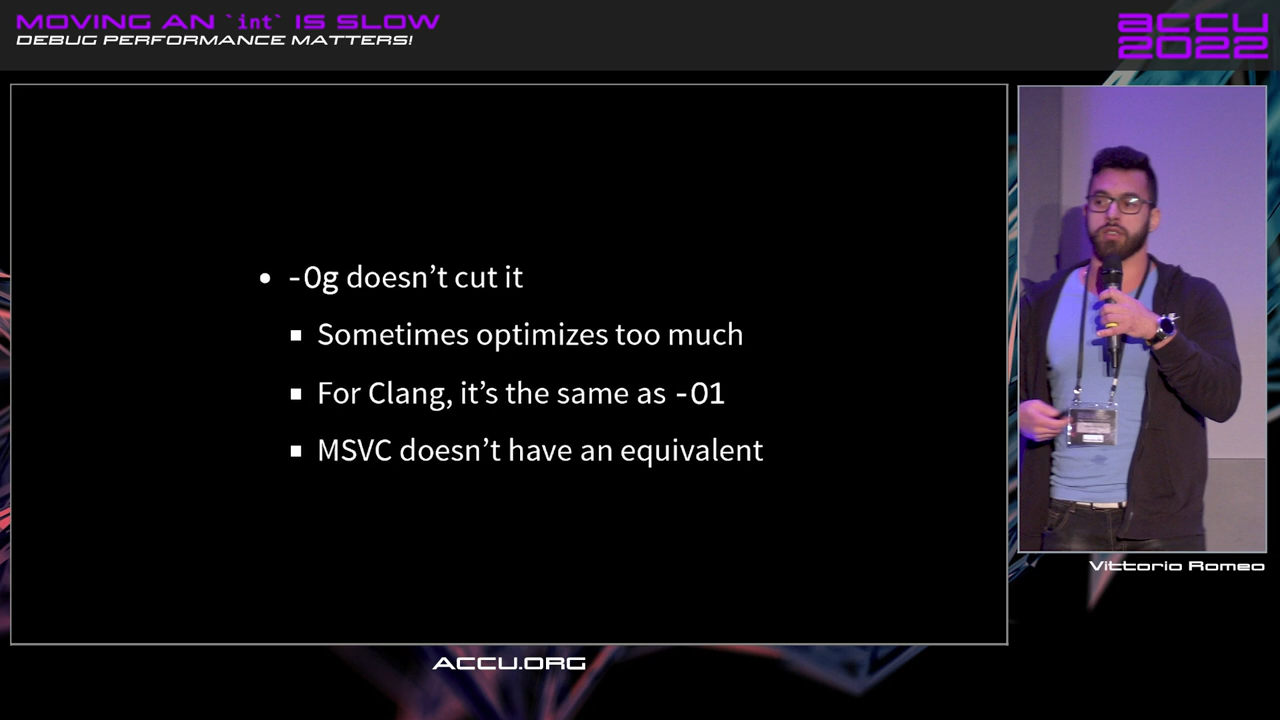 MOVING AN `int` IS SLOW
DEBUG PERFORMANCE MATTERS!
accu
2022
-Og doesn’t cut it
Sometimes optimizes too much
For Clang, it’s the same as -O1
MSVC doesn’t have an equivalent
Vittorio Romeo
ACCU.ORG